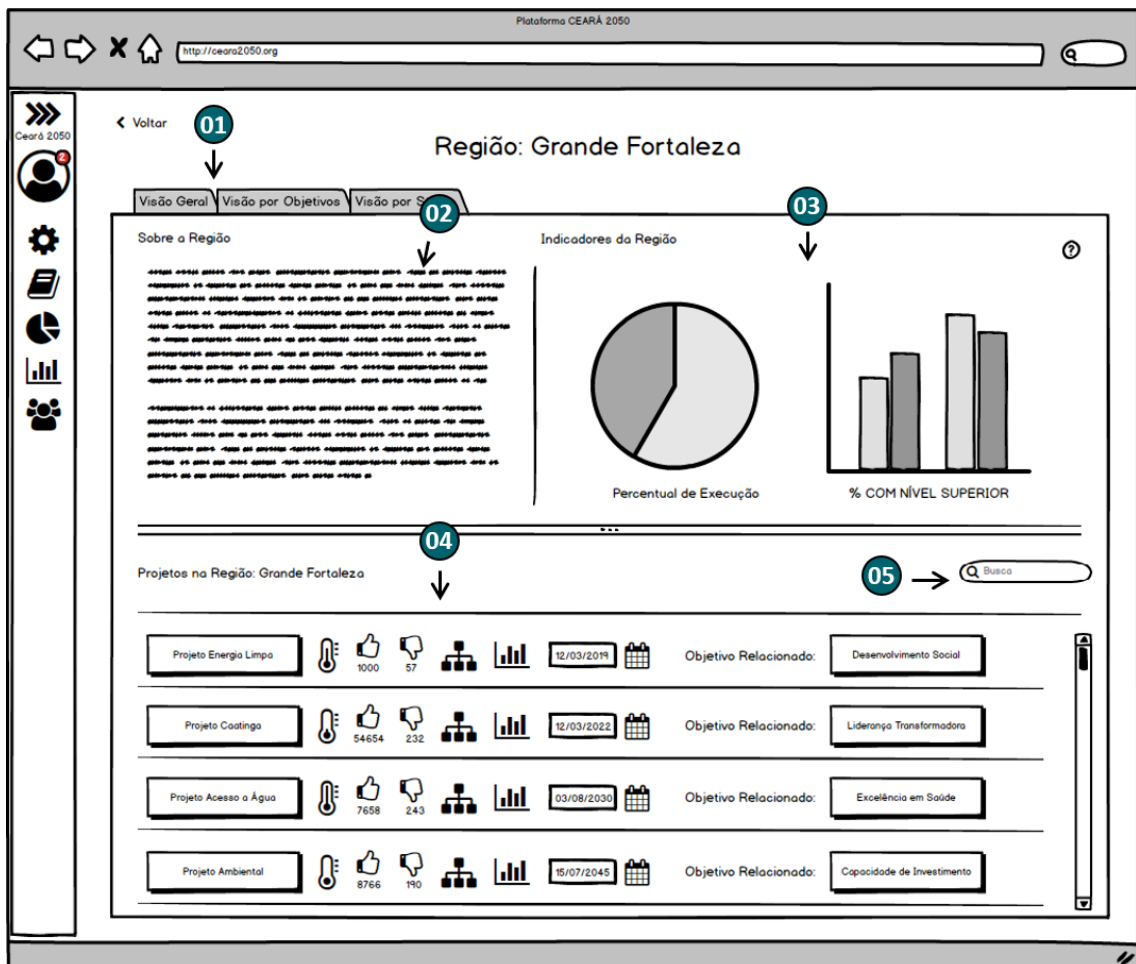 Plataforma CEARÁ 2050
http://ceara2050.org
Ceará 2050
2
Voltar
01
Região: Grande Fortaleza
Visão Geral
Visão por Objetivos
Visão por S
02
03
Sobre a Região
Indicadores da Região
?
Percentual de Execução
% COM NÍVEL SUPERIOR
04
Projetos na Região: Grande Fortaleza
05
Busca
Projeto Energia Limpa
1000
57
12/03/2019
Objetivo Relacionado:
Desenvolvimento Social
Projeto Caatinga
54654
232
12/03/2022
Objetivo Relacionado:
Liderança Transformadora
Projeto Acesso a Água
7658
243
03/08/2030
Objetivo Relacionado:
Excelência em Saúde
Projeto Ambiental
8766
190
15/07/2045
Objetivo Relacionado:
Capacidade de Investimento